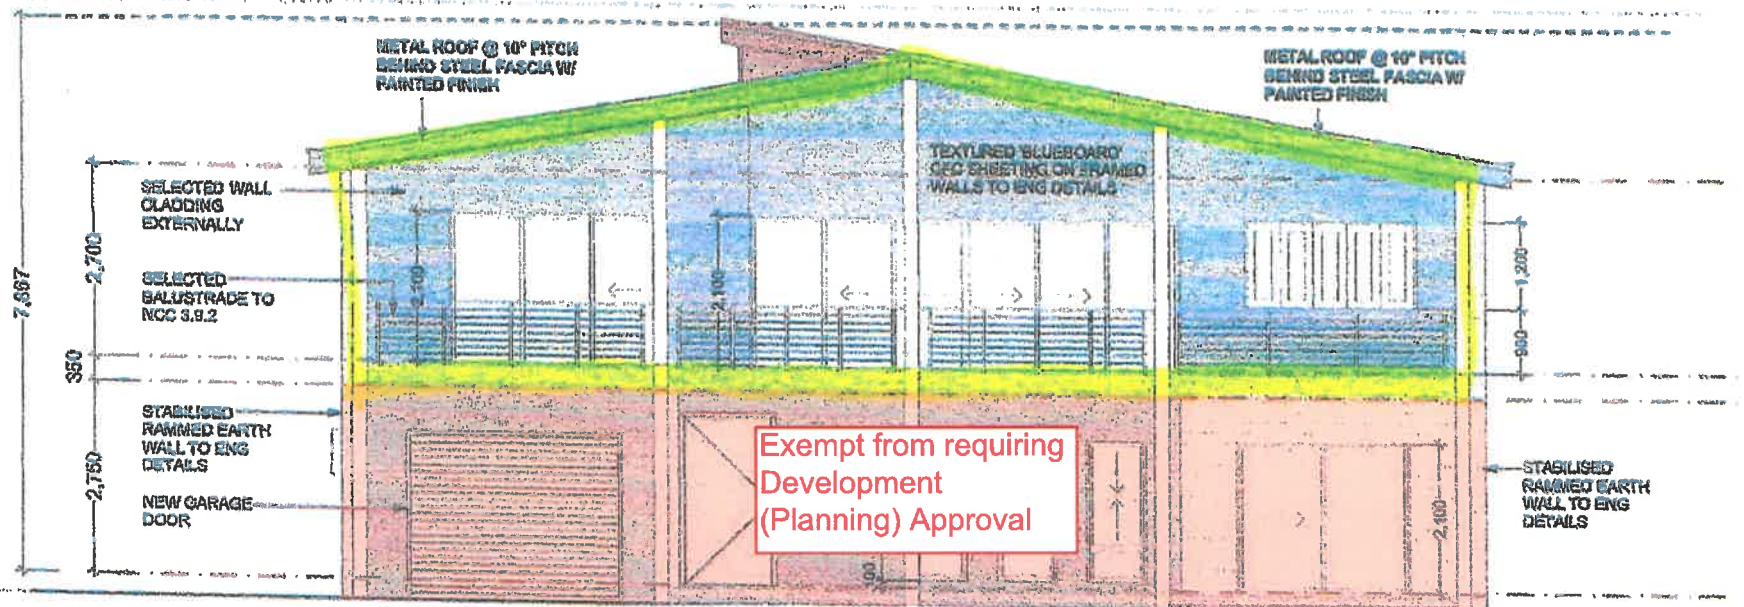 METAL ROOF @ 10° PITCH
BEHIND STEEL FASCIA W/
PAINTED FINISH
METAL ROOF @ 10° PITCH
BEHIND STEEL FASCIA W/
PAINTED FINISH
TEXTURED 'BLUEBOARD'
CFC SHEETING ON FRAMED
WALLS TO ENG DETAILS
SELECTED WALL
CLADDING
EXTERNALLY
SELECTED
BALUSTRADE TO
NCC 3.9.2
7,667
2,700
350
2,750
2,100
2,100
1,200
900
STABILISED
RAMMED EARTH
WALL TO ENG
DETAILS
NEW GARAGE
DOOR
Exempt from requiring
Development
(Planning) Approval
2,100
STABILISED
RAMMED EARTH
WALL TO ENG
DETAILS